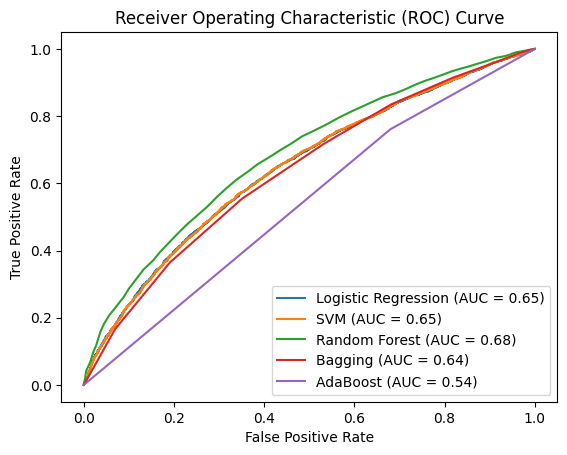 Receiver Operating Characteristic (ROC) Curve
True Positive Rate
1.0
0.8
0.6
0.4
0.2
0.0
Logistic Regression (AUC = 0.65)
SVM (AUC = 0.65)
Random Forest (AUC = 0.68)
Bagging (AUC = 0.64)
AdaBoost (AUC = 0.54)
0.0 0.2 0.4 0.6 0.8 1.0
False Positive Rate